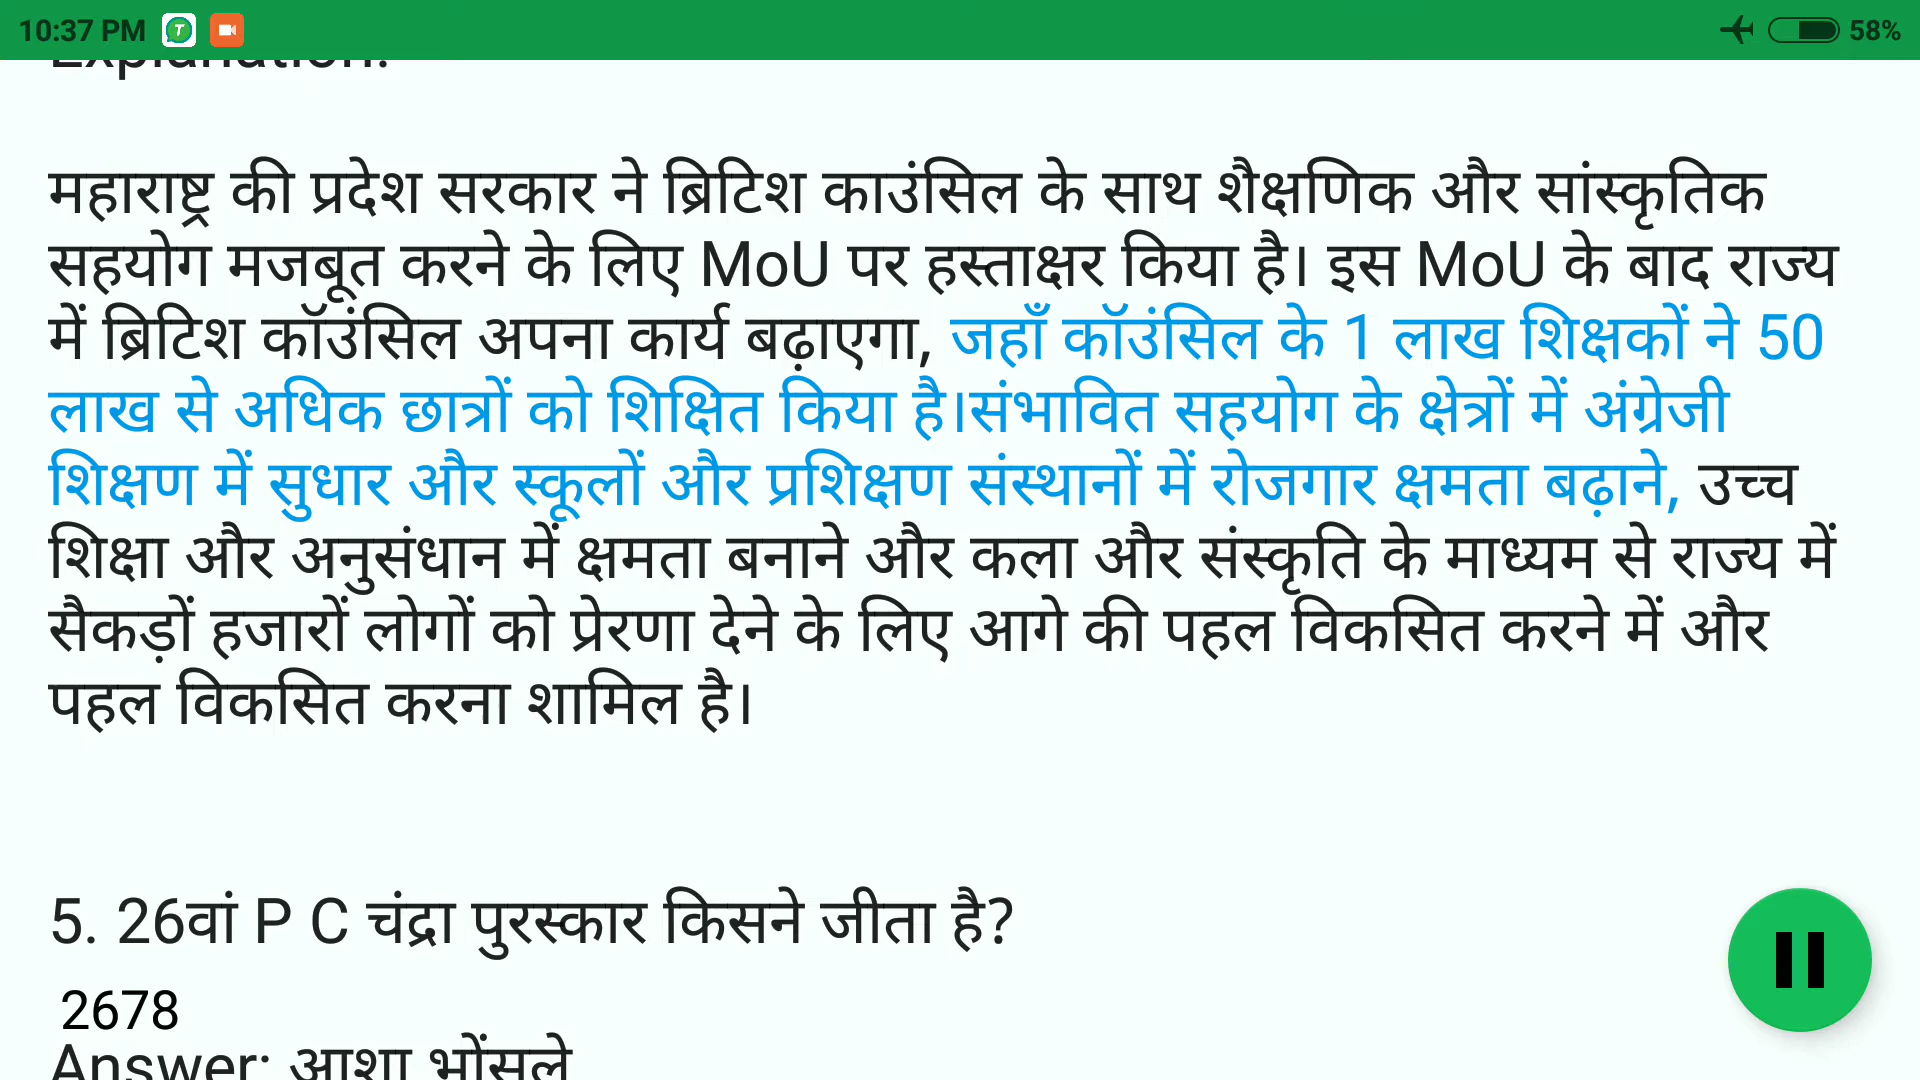 10:37 PM
58%
Explanation:
महाराष्ट्र की प्रदेश सरकार ने ब्रिटिश काउंसिल के साथ शैक्षणिक और सांस्कृतिक
सहयोग मजबूत करने के लिए MoU पर हस्ताक्षर किया है। इस MoU के बाद राज्य
में ब्रिटिश कॉउंसिल अपना कार्य बढ़ाएगा, जहाँ कॉउंसिल के 1 लाख शिक्षकों ने 50
लाख से अधिक छात्रों को शिक्षित किया है।संभावित सहयोग के क्षेत्रों में अंग्रेजी
शिक्षण में सुधार और स्कूलों और प्रशिक्षण संस्थानों में रोजगार क्षमता बढ़ाने, उच्च
शिक्षा और अनुसंधान में क्षमता बनाने और कला और संस्कृति के माध्यम से राज्य में
सैकड़ों हजारों लोगों को प्रेरणा देने के लिए आगे की पहल विकसित करने में और
पहल विकसित करना शामिल है।
5. 26वां P C चंद्रा पुरस्कार किसने जीता है?
2678
Answer: आशा भोंसले